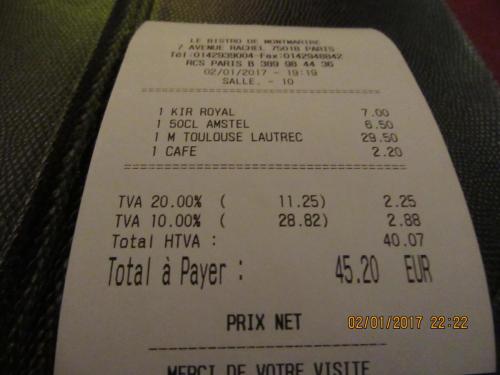 LE BISTRO DE MONTMARTRE
7 AVENUE RACHEL 75018 PARIS
Tél:0142939004-Fax:0142948842
RCS PARIS B 389 98 44 36
02/01/2017 - 19:19
SALLE. - 10
1 KIR ROYAL 7.00
1 50CL AMSTEL 6.50
1 M TOULOUSE LAUTREC 29.50
1 CAFE 2.20
TVA 20.00% ( 11.25) 2.25
TVA 10.00% ( 28.82) 2.88
Total HTVA : 40.07
Total à Payer : 45.20 EUR
PRIX NET
02/01/2017 22:22
MERCI DE VOTRE VISITE